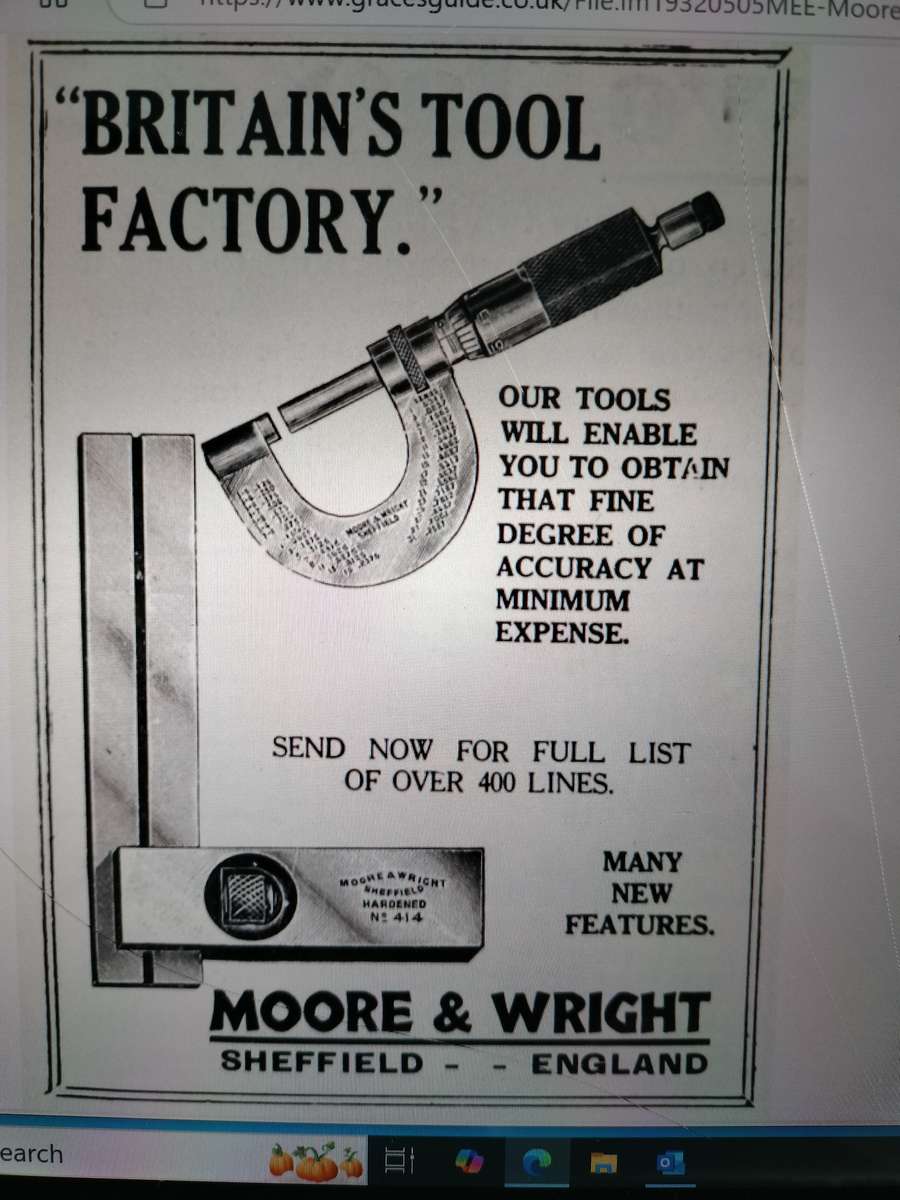 "BRITAIN'S TOOL
FACTORY."
OUR TOOLS
WILL ENABLE
YOU TO OBTAIN
THAT FINE
DEGREE OF
ACCURACY AT
MINIMUM
EXPENSE.
MOORE & WRIGHT
SHEFFIELD
SEND NOW FOR FULL LIST
OF OVER 400 LINES.
MOORE & WRIGHT
SHEFFIELD
HARDENED
Nº 414
MANY
NEW
FEATURES.
MOORE & WRIGHT
SHEFFIELD - - ENGLAND
earch